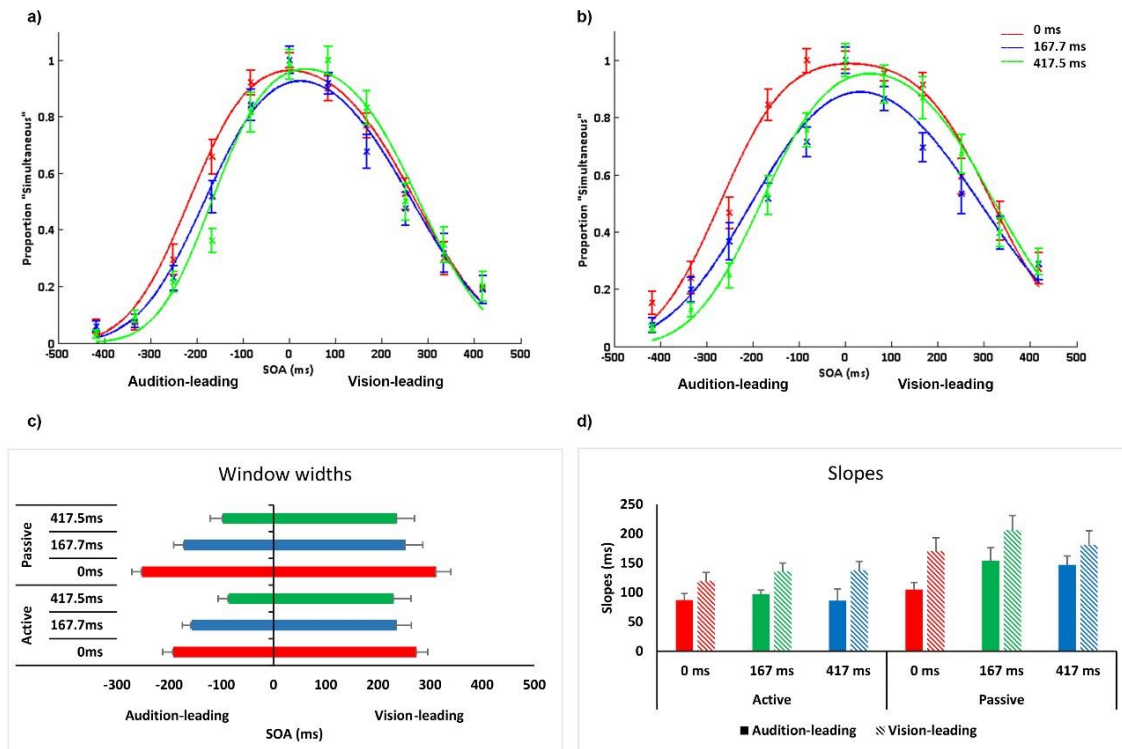 a)
Proportion "Simultaneous"
1
0.8
0.6
0.4
0.2
0
-500 -400 -300 -200 -100 0 100 200 300 400 500
Audition-leading SOA (ms) Vision-leading
b)
0 ms
167.7 ms
417.5 ms
Proportion "Simultaneous"
1
0.8
0.6
0.4
0.2
0
-500 -400 -300 -200 -100 0 100 200 300 400 500
Audition-leading SOA (ms) Vision-leading
c)
Window widths
Passive
417.5ms
167.7ms
0ms
Active
417.5ms
167.7ms
0ms
-300 -200 -100 0 100 200 300 400 500
Audition-leading Vision-leading
SOA (ms)
d)
Slopes
Slopes (ms)
250
200
150
100
50
0
0 ms 167 ms 417 ms 0 ms 167 ms 417 ms
Active Passive
Audition-leading Vision-leading